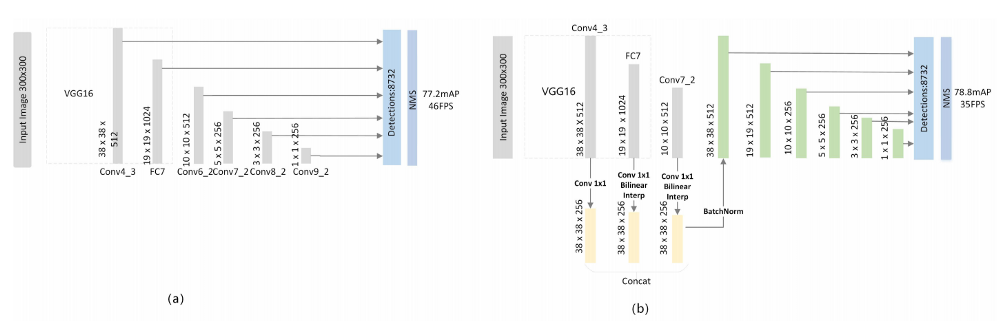 Input Image 300x300
VGG16
38 x 38 x
512
Conv4_3
19 x 19 x 1024
FC7
10 x 10 x 512
Conv6_2
5 x 5 x 256
Conv7_2
3 x 3 x 256
Conv8_2
1 x 1 x 256
Conv9_2
Detections:8732
NMS
77.2mAP
46FPS
(a)
Input Image 300x300
VGG16
Conv4_3
38 x 38 x 512
FC7
19 x 19 x 1024
Conv7_2
10 x 10 x 512
Conv 1x1
Conv 1x1
Bilinear
Interp
Conv 1x1
Bilinear
Interp
38 x 38 x 256
38 x 38 x 256
38 x 38 x 256
Concat
BatchNorm
38 x 38 x 512
19 x 19 x 512
10 x 10 x 256
5 x 5 x 256
3 x 3 x 256
1 x 1 x 256
Detections:8732
NMS
78.8mAP
35FPS
(b)